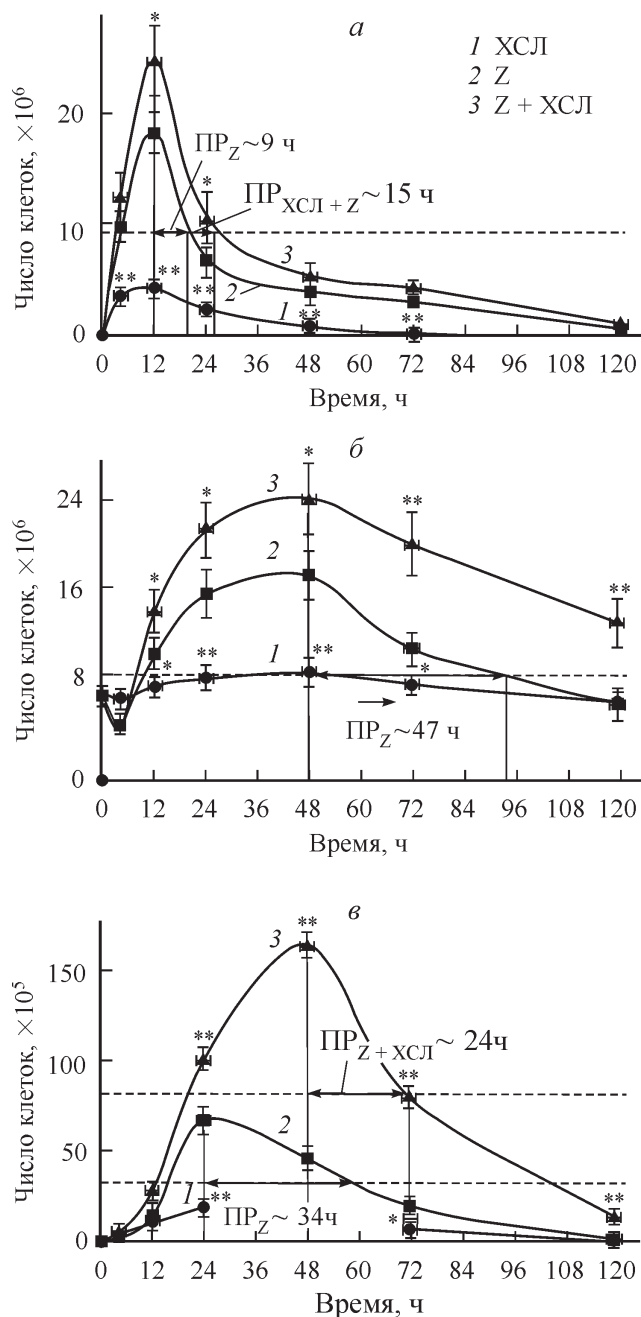 а
1 ХСЛ
2 Z
3 Z + ХСЛ
Число клеток, ×10⁶
20
10
0
*
ПР_Z ~ 9 ч
*
ПР_ХСЛ + Z ~ 15 ч
3
2
1
** ** ** ** **
0 12 24 36 48 60 72 84 96 108 120
Время, ч
б
Число клеток, ×10⁶
24
16
8
0
* * * ** **
3
2
1
* ** ** *
ПР_Z ~ 47 ч
0 12 24 36 48 60 72 84 96 108 120
Время, ч
в
Число клеток, ×10⁵
150
100
50
0
3
**
**
ПР_Z + ХСЛ ~ 24ч
**
2
1
**
ПР_Z ~ 34ч
*
**
0 12 24 36 48 60 72 84 96 108 120
Время, ч